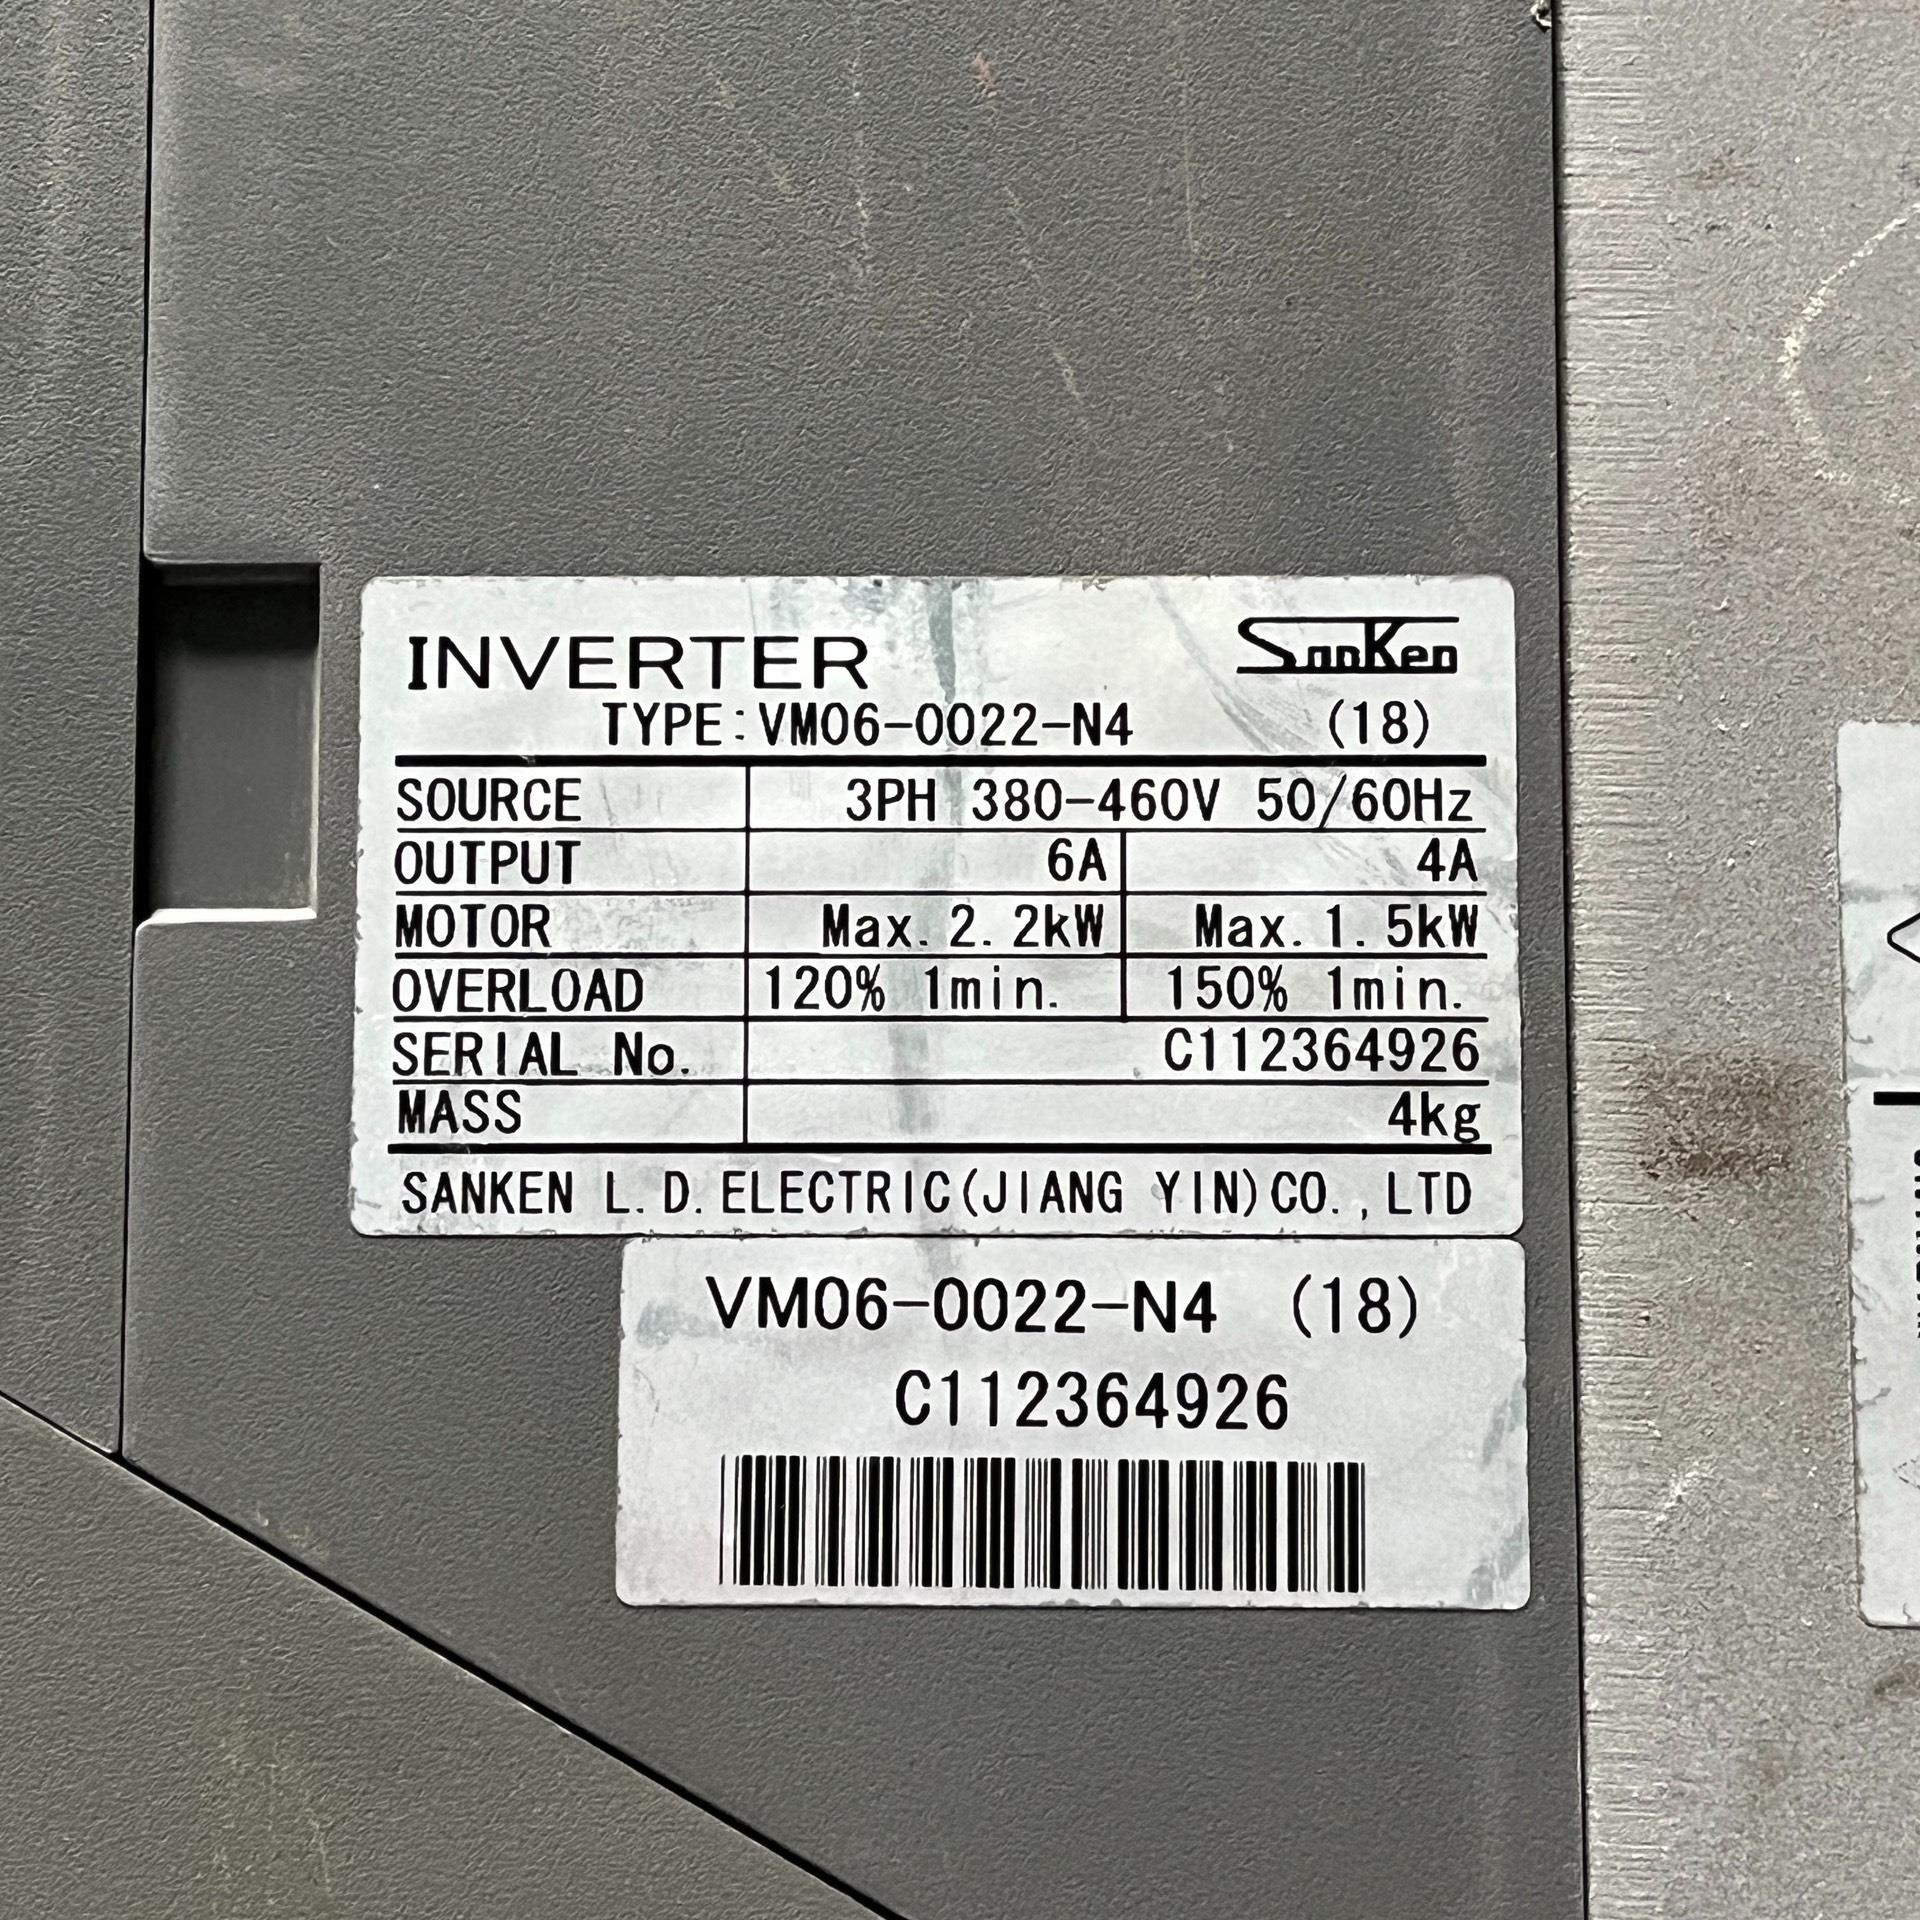 INVERTER SanKen
TYPE:VM06-0022-N4 (18)
SOURCE 3PH 380-460V 50/60Hz
OUTPUT 6A 4A
MOTOR Max.2.2kW Max.1.5kW
OVERLOAD 120% 1min. 150% 1min.
SERIAL No. C112364926
MASS 4kg
SANKEN L.D.ELECTRIC(JIANG YIN)CO.,LTD
VM06-0022-N4 (18)
C112364926